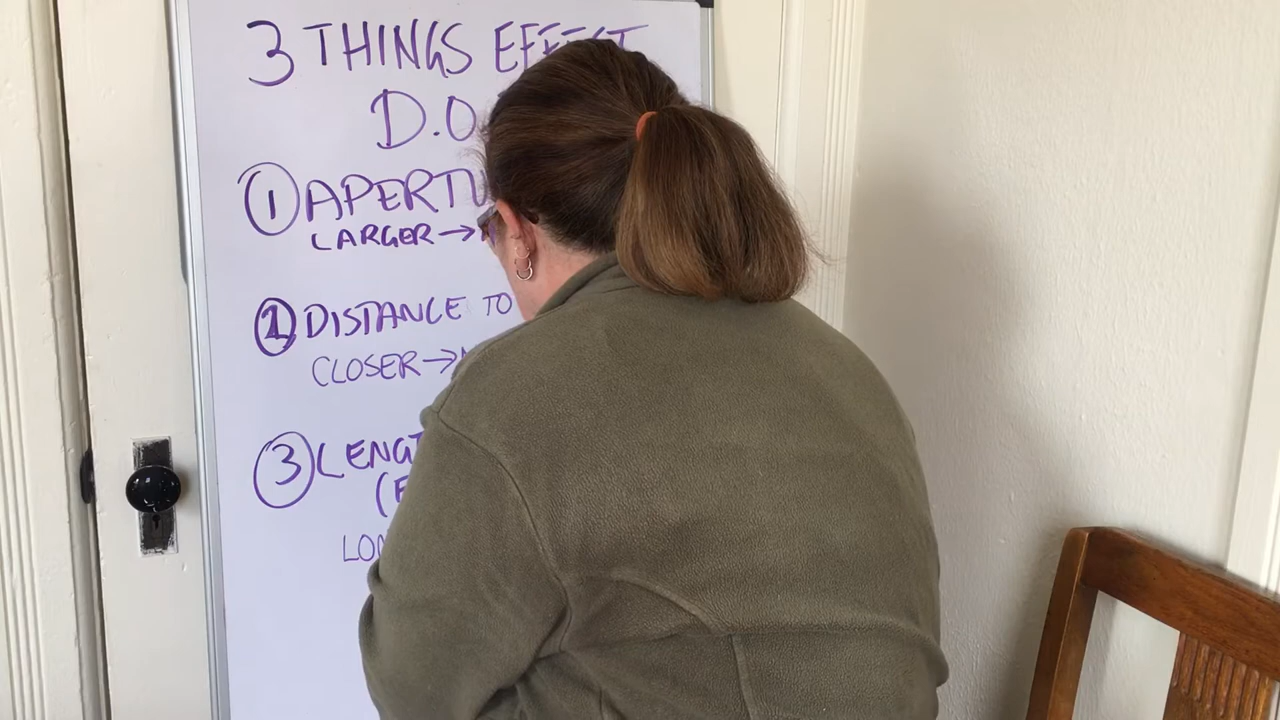 3 THINGS EFFECT
D.O
① APERTU
LARGER →
② DISTANCE TO
CLOSER →
③ LENGT
(E
LON